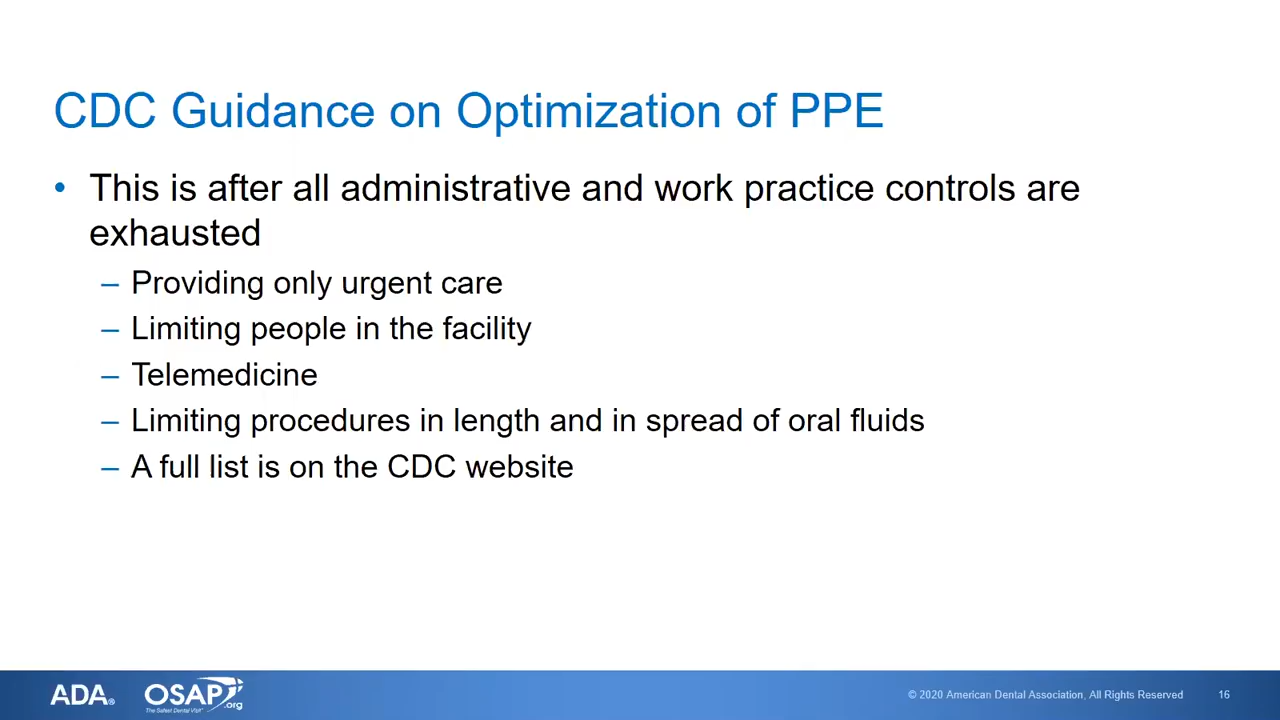 CDC Guidance on Optimization of PPE
• This is after all administrative and work practice controls are
exhausted
– Providing only urgent care
– Limiting people in the facility
– Telemedicine
– Limiting procedures in length and in spread of oral fluids
– A full list is on the CDC website
ADA®
OSAP.org
The Safest Dental Visit™
© 2020 American Dental Association, All Rights Reserved
16